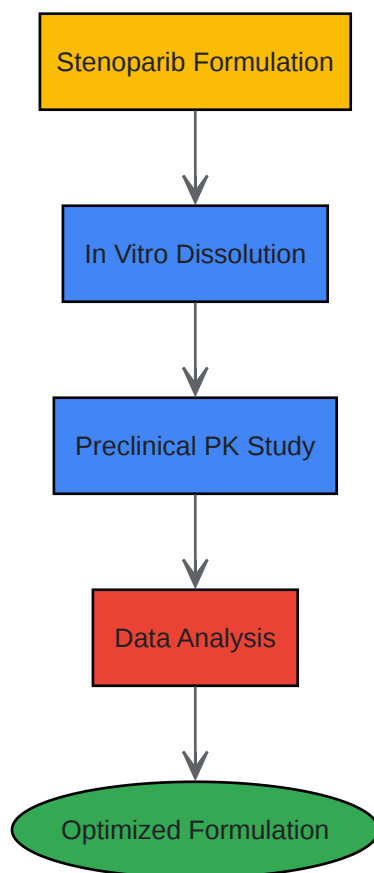 Stenoparib Formulation
In Vitro Dissolution
Preclinical PK Study
Data Analysis
Optimized Formulation